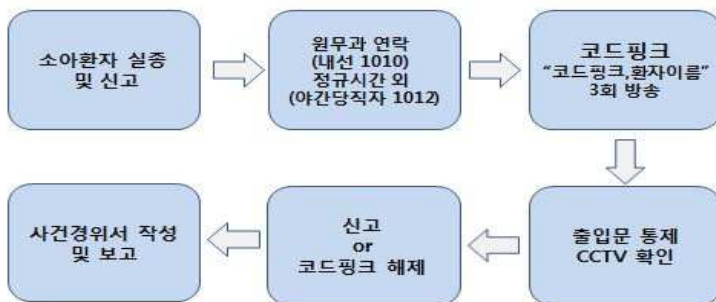 소아환자 실종
및 신고
원무과 연락
(내선 1010)
정규시간 외
(야간당직자 1012)
코드핑크
“코드핑크,환자이름”
3회 방송
출입문 통제
CCTV 확인
신고
or
코드핑크 해제
사건경위서 작성
및 보고